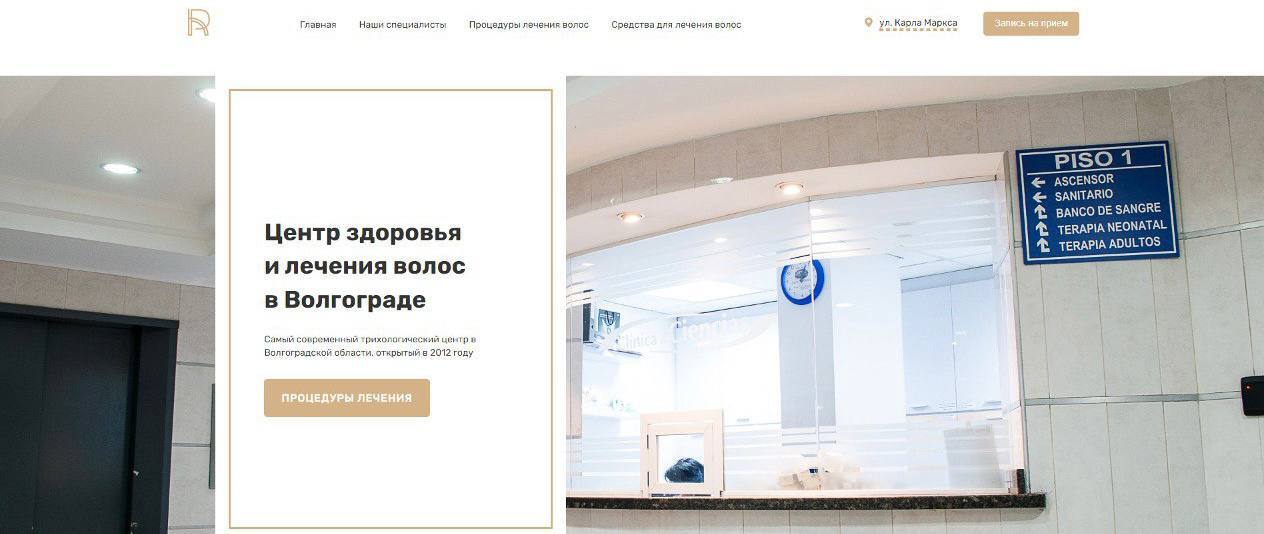 Главная
Наши специалисты
Процедуры лечения волос
Средства для лечения волос
ул. Карла Маркса
Запись на прием
Центр здоровья
и лечения волос
в Волгограде
Самый современный трихологический центр в
Волгоградской области, открытый в 2012 году
ПРОЦЕДУРЫ ЛЕЧЕНИЯ
Clinica Ciencia
PISO 1
ASCENSOR
SANITARIO
BANCO DE SANGRE
TERAPIA NEONATAL
TERAPIA ADULTOS